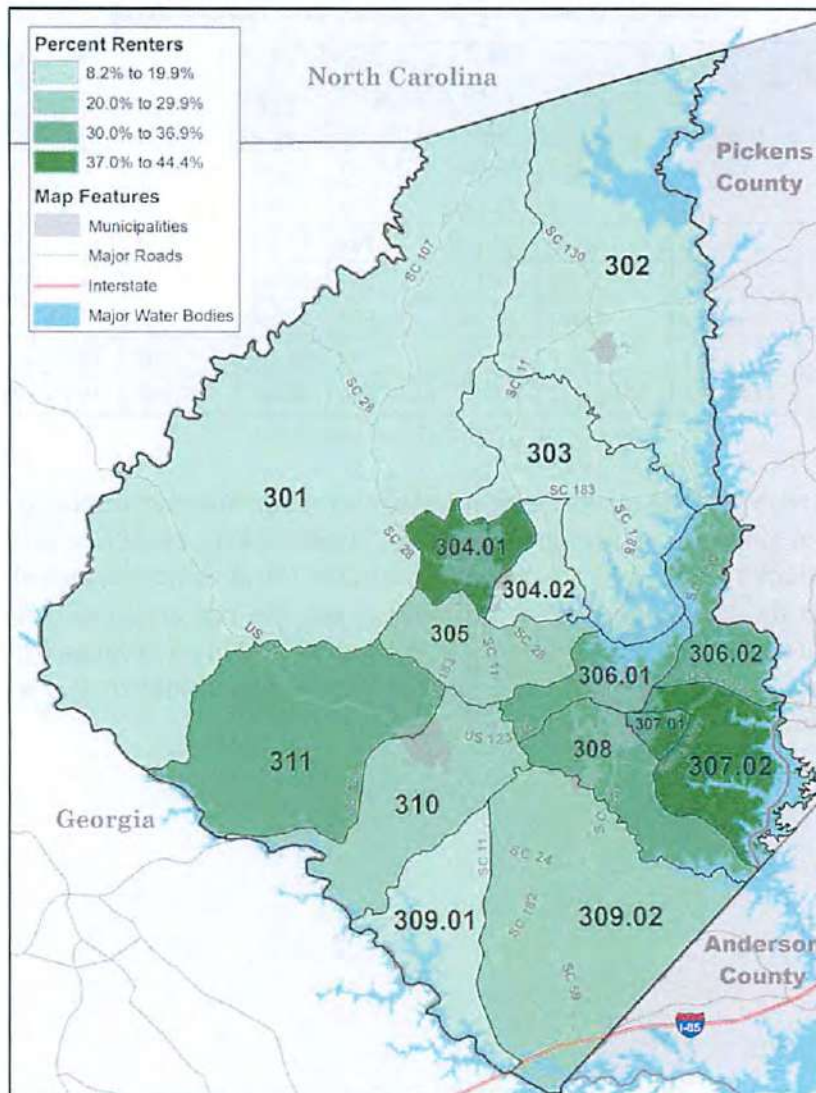 Percent Renters
8.2% to 19.9%
20.0% to 29.9%
30.0% to 36.9%
37.0% to 44.4%
Map Features
Municipalities
Major Roads
Interstate
Major Water Bodies
North Carolina
Pickens
County
SC 107
SC 130
302
SC 11
SC 28
303
SC 183
301
SC 188
SC 28
304.01
304.02
305
SC 28
SC 11
183
US
306.01
306.02
307.01
US 123
308
307.02
311
310
Georgia
SC 11
SC 24
309.01
SC 182
309.02
SC 59
Anderson
County
I-85